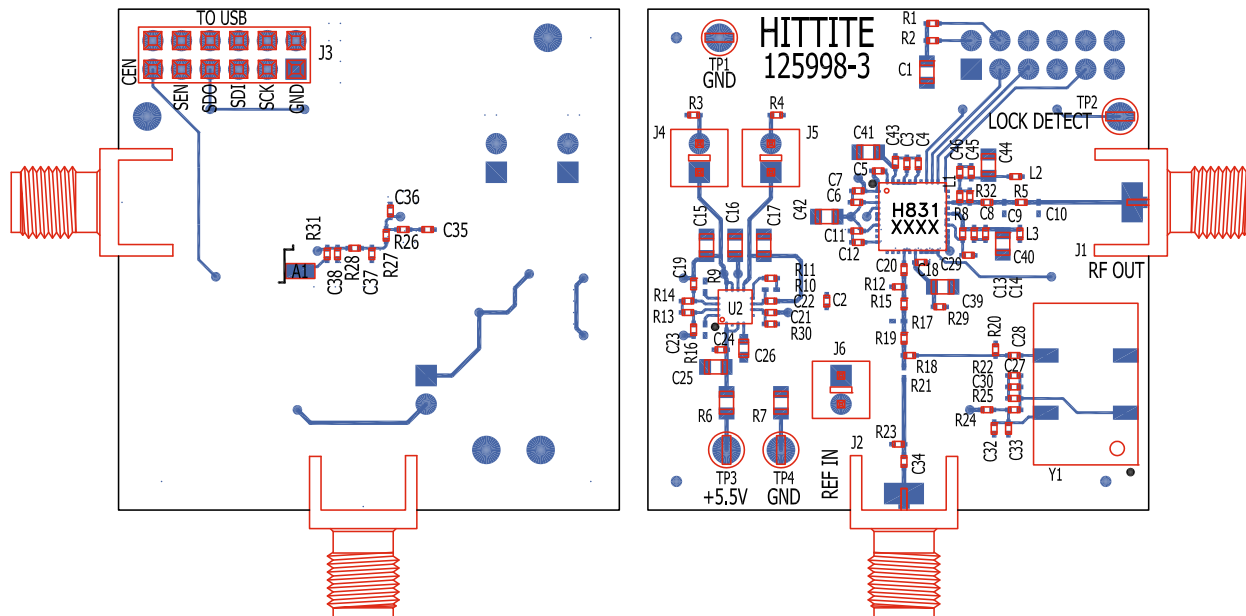 TO USB
J3
CEN
SEN
SDO
SDI
SCK
GND
C36
R31
R26
C35
A1
C38
R28
C37
R27
HITTITE
125998-3
TP1
GND
R1
R2
C1
TP2
LOCK DETECT
R3
R4
J4
J5
C41
C43
C3
C4
C46
C45
C44
C5
L1
L2
C7
C6
R32
R5
H831
XXXX
C42
C15
C16
C17
R8
C8
C9
C10
L3
C11
C12
J1
RF OUT
C40
C20
C18
C29
C13
C14
C19
R9
R11
R10
R12
C39
R14
U2
C22
C2
R15
R13
C21
R17
R29
C23
R16
C24
R30
R19
R20
C28
C26
J6
R18
R22
C27
C25
R21
C30
R25
R6
R7
R24
R23
J2
C32
C33
C34
REF IN
Y1
TP3
+5.5V
TP4
GND